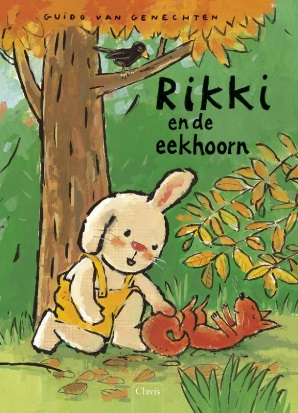 GUIDO VAN GENECHTEN
Rikki
en de
eekhoorn
Clavis